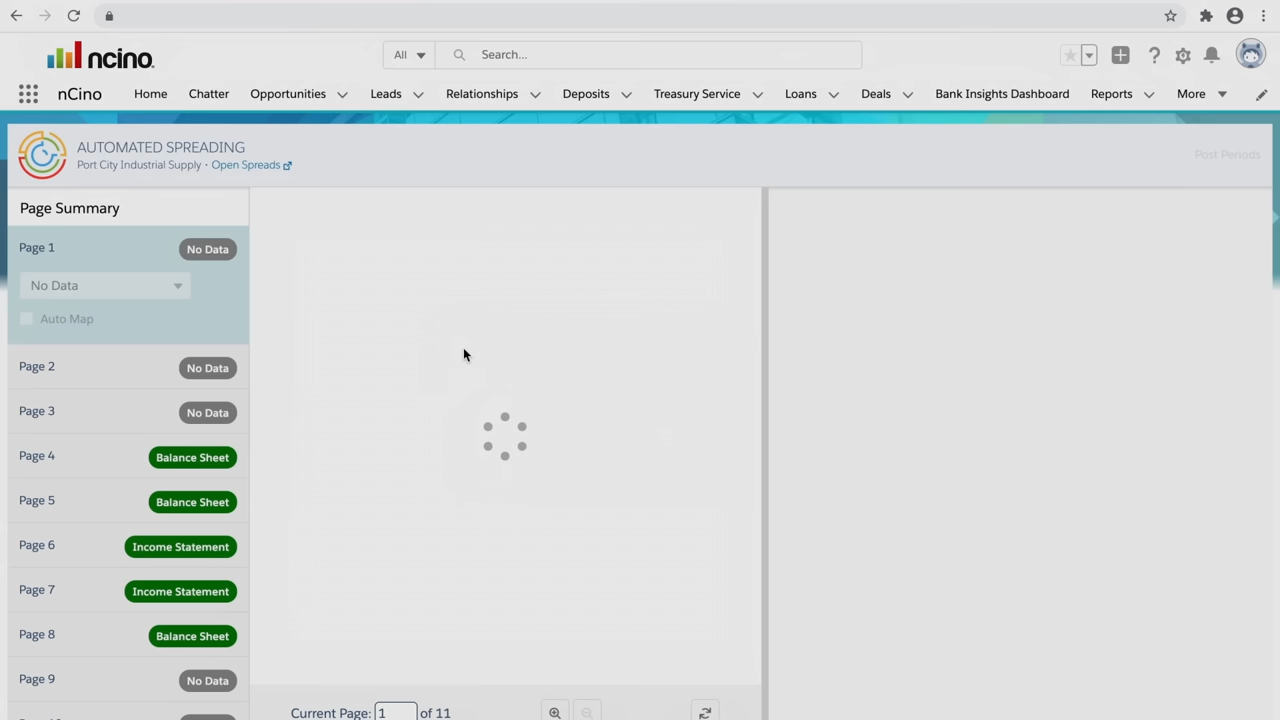 ncino.
All
Search...
nCino
Home
Chatter
Opportunities
Leads
Relationships
Deposits
Treasury Service
Loans
Deals
Bank Insights Dashboard
Reports
More
AUTOMATED SPREADING
Port City Industrial Supply • Open Spreads
Post Periods
Page Summary
Page 1 No Data
No Data
Auto Map
Page 2 No Data
Page 3 No Data
Page 4 Balance Sheet
Page 5 Balance Sheet
Page 6 Income Statement
Page 7 Income Statement
Page 8 Balance Sheet
Page 9 No Data
Current Page: 1 of 11